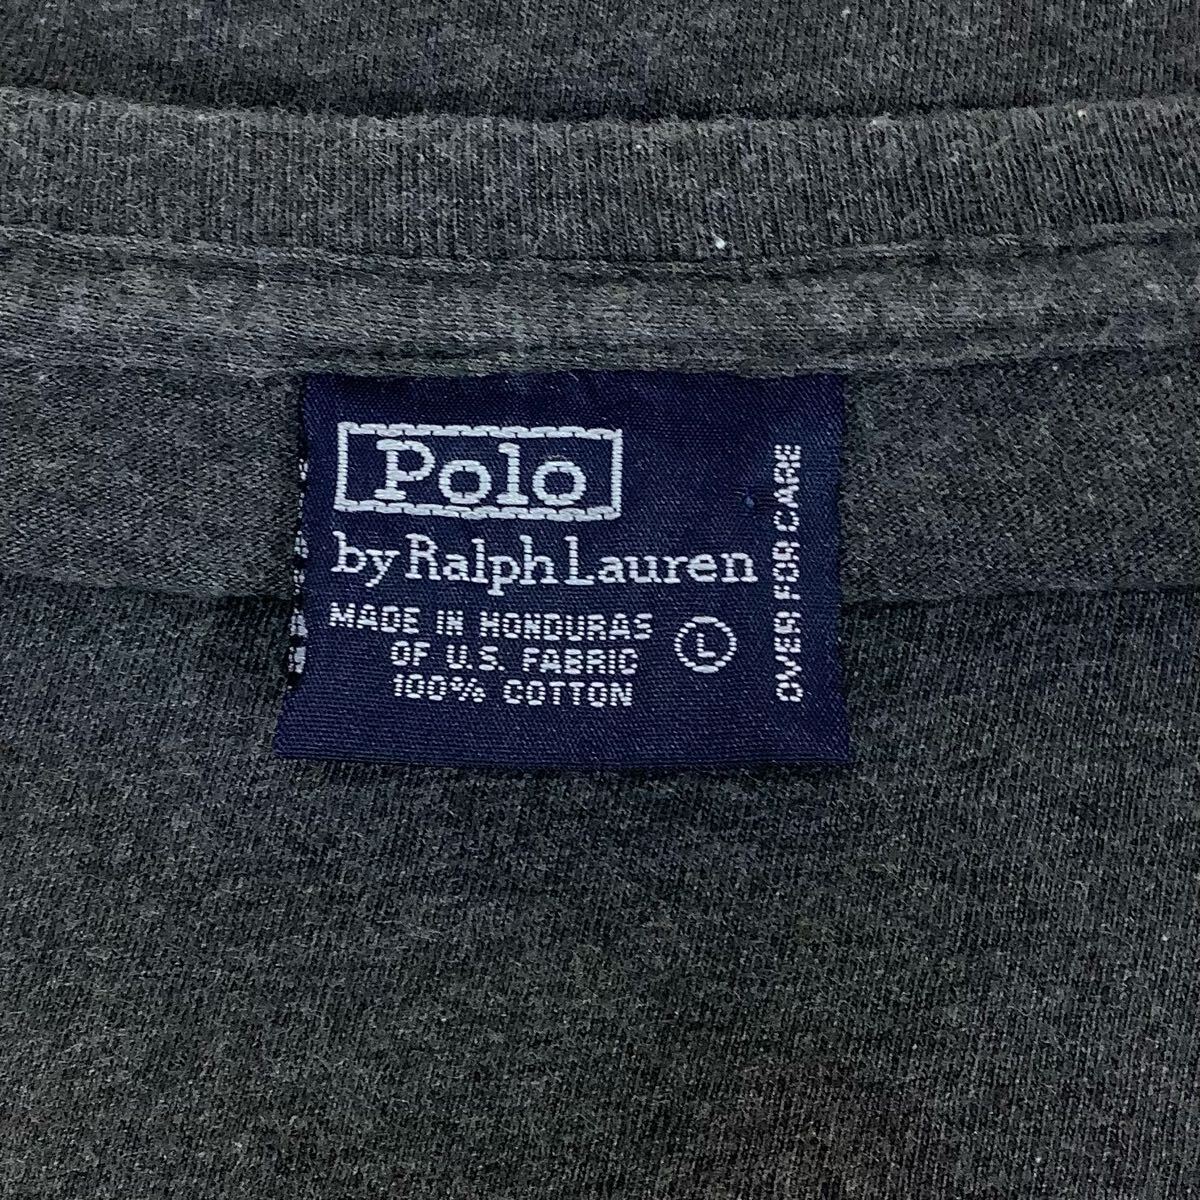 Polo
by Ralph Lauren
MADE IN HONDURAS
OF U.S. FABRIC
100% COTTON
L
OVER FOR CARE